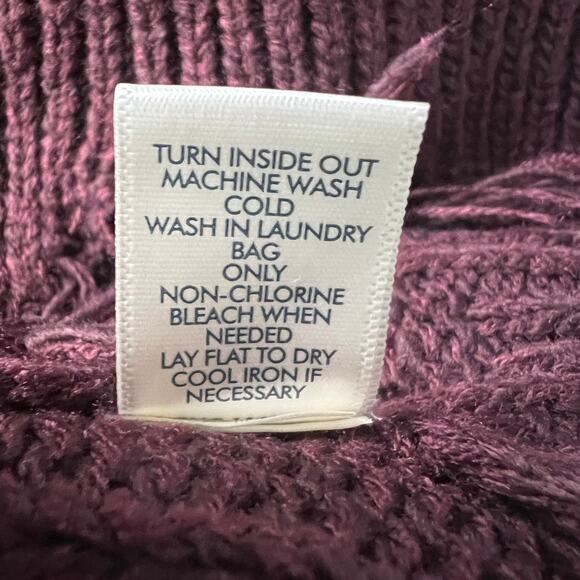 TURN INSIDE OUT
MACHINE WASH
COLD
WASH IN LAUNDRY
BAG
ONLY
NON-CHLORINE
BLEACH WHEN
NEEDED
LAY FLAT TO DRY
COOL IRON IF
NECESSARY